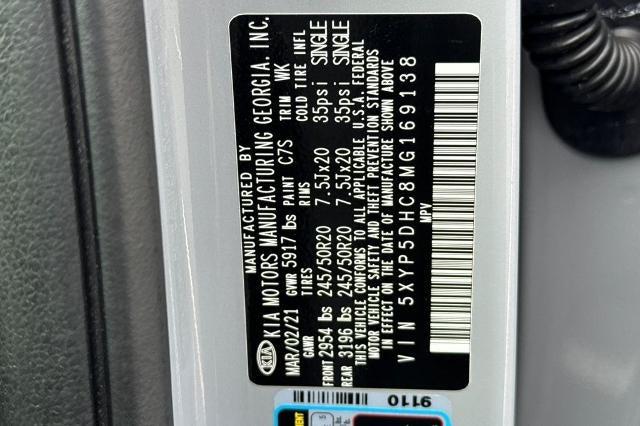 MANUFACTURED BY
KIA KIA MOTORS MANUFACTURING GEORGIA. INC.
MAR/02/21 GVWR 5917 lbs PAINT C7S TRIM WK
GAWR TIRES RIMS COLD TIRE INFL
FRONT 2954 lbs 245/50R20 7.5Jx20 35psi SINGLE
REAR 3196 lbs 245/50R20 7.5Jx20 35psi SINGLE
THIS VEHICLE CONFORMS TO ALL APPLICABLE U.S.A. FEDERAL
MOTOR VEHICLE SAFETY AND THEFT PREVENTION STANDARDS
IN EFFECT ON THE DATE OF MANUFACTURE SHOWN ABOVE
MPV
VIN 5XYP5DHC8MG169138
9110